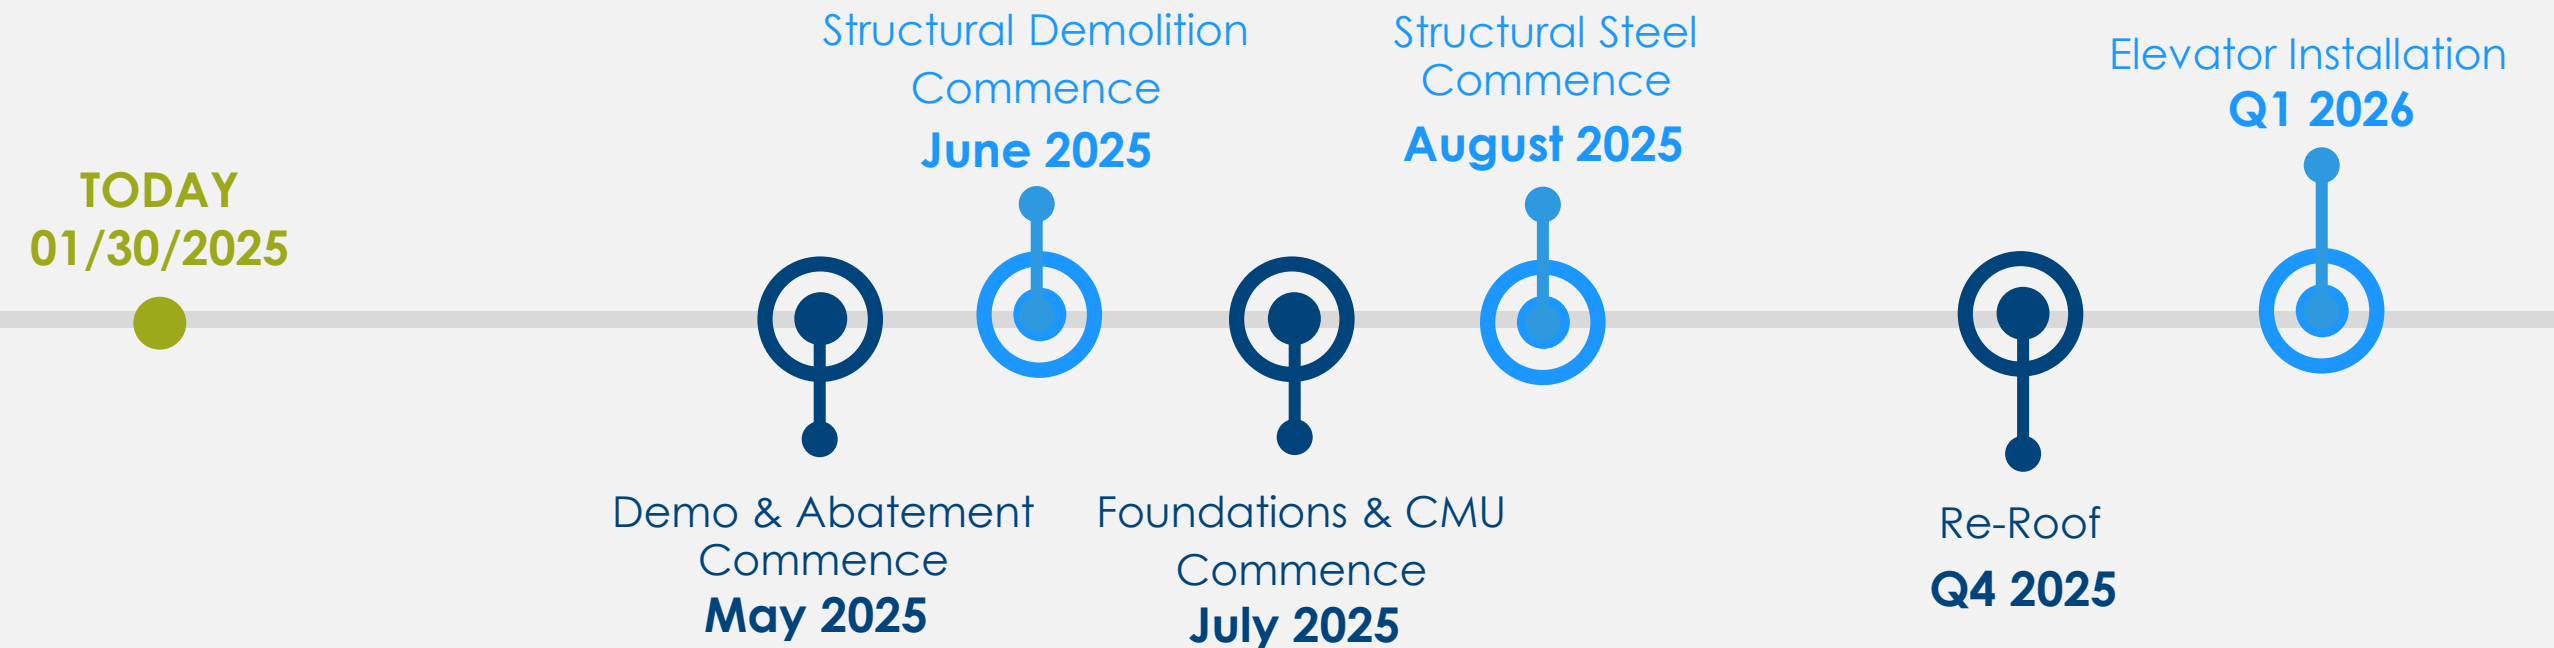 TODAY
01/30/2025
Demo & Abatement
Commence
May 2025
Structural Demolition
Commence
June 2025
Foundations & CMU
Commence
July 2025
Structural Steel
Commence
August 2025
Re-Roof
Q4 2025
Elevator Installation
Q1 2026